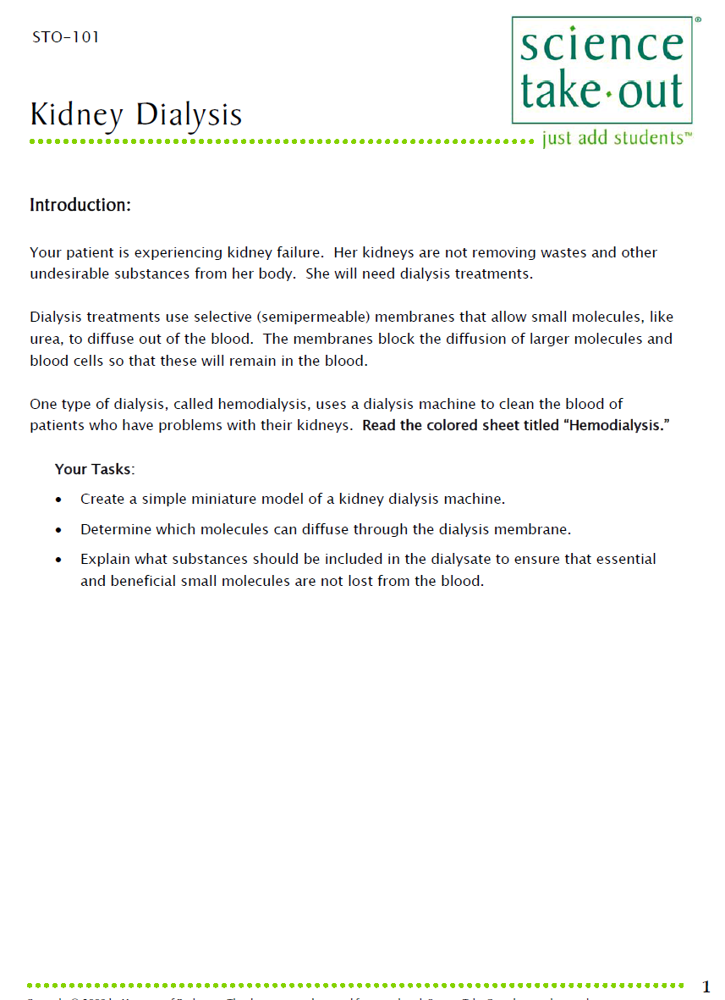 STO-101
science ®
take·out
just add students™
Kidney Dialysis
Introduction:
Your patient is experiencing kidney failure.  Her kidneys are not removing wastes and other
undesirable substances from her body.  She will need dialysis treatments.
Dialysis treatments use selective (semipermeable) membranes that allow small molecules, like
urea, to diffuse out of the blood.  The membranes block the diffusion of larger molecules and
blood cells so that these will remain in the blood.
One type of dialysis, called hemodialysis, uses a dialysis machine to clean the blood of
patients who have problems with their kidneys.  Read the colored sheet titled “Hemodialysis.”
Your Tasks:
• Create a simple miniature model of a kidney dialysis machine.
• Determine which molecules can diffuse through the dialysis membrane.
• Explain what substances should be included in the dialysate to ensure that essential
and beneficial small molecules are not lost from the blood.
1